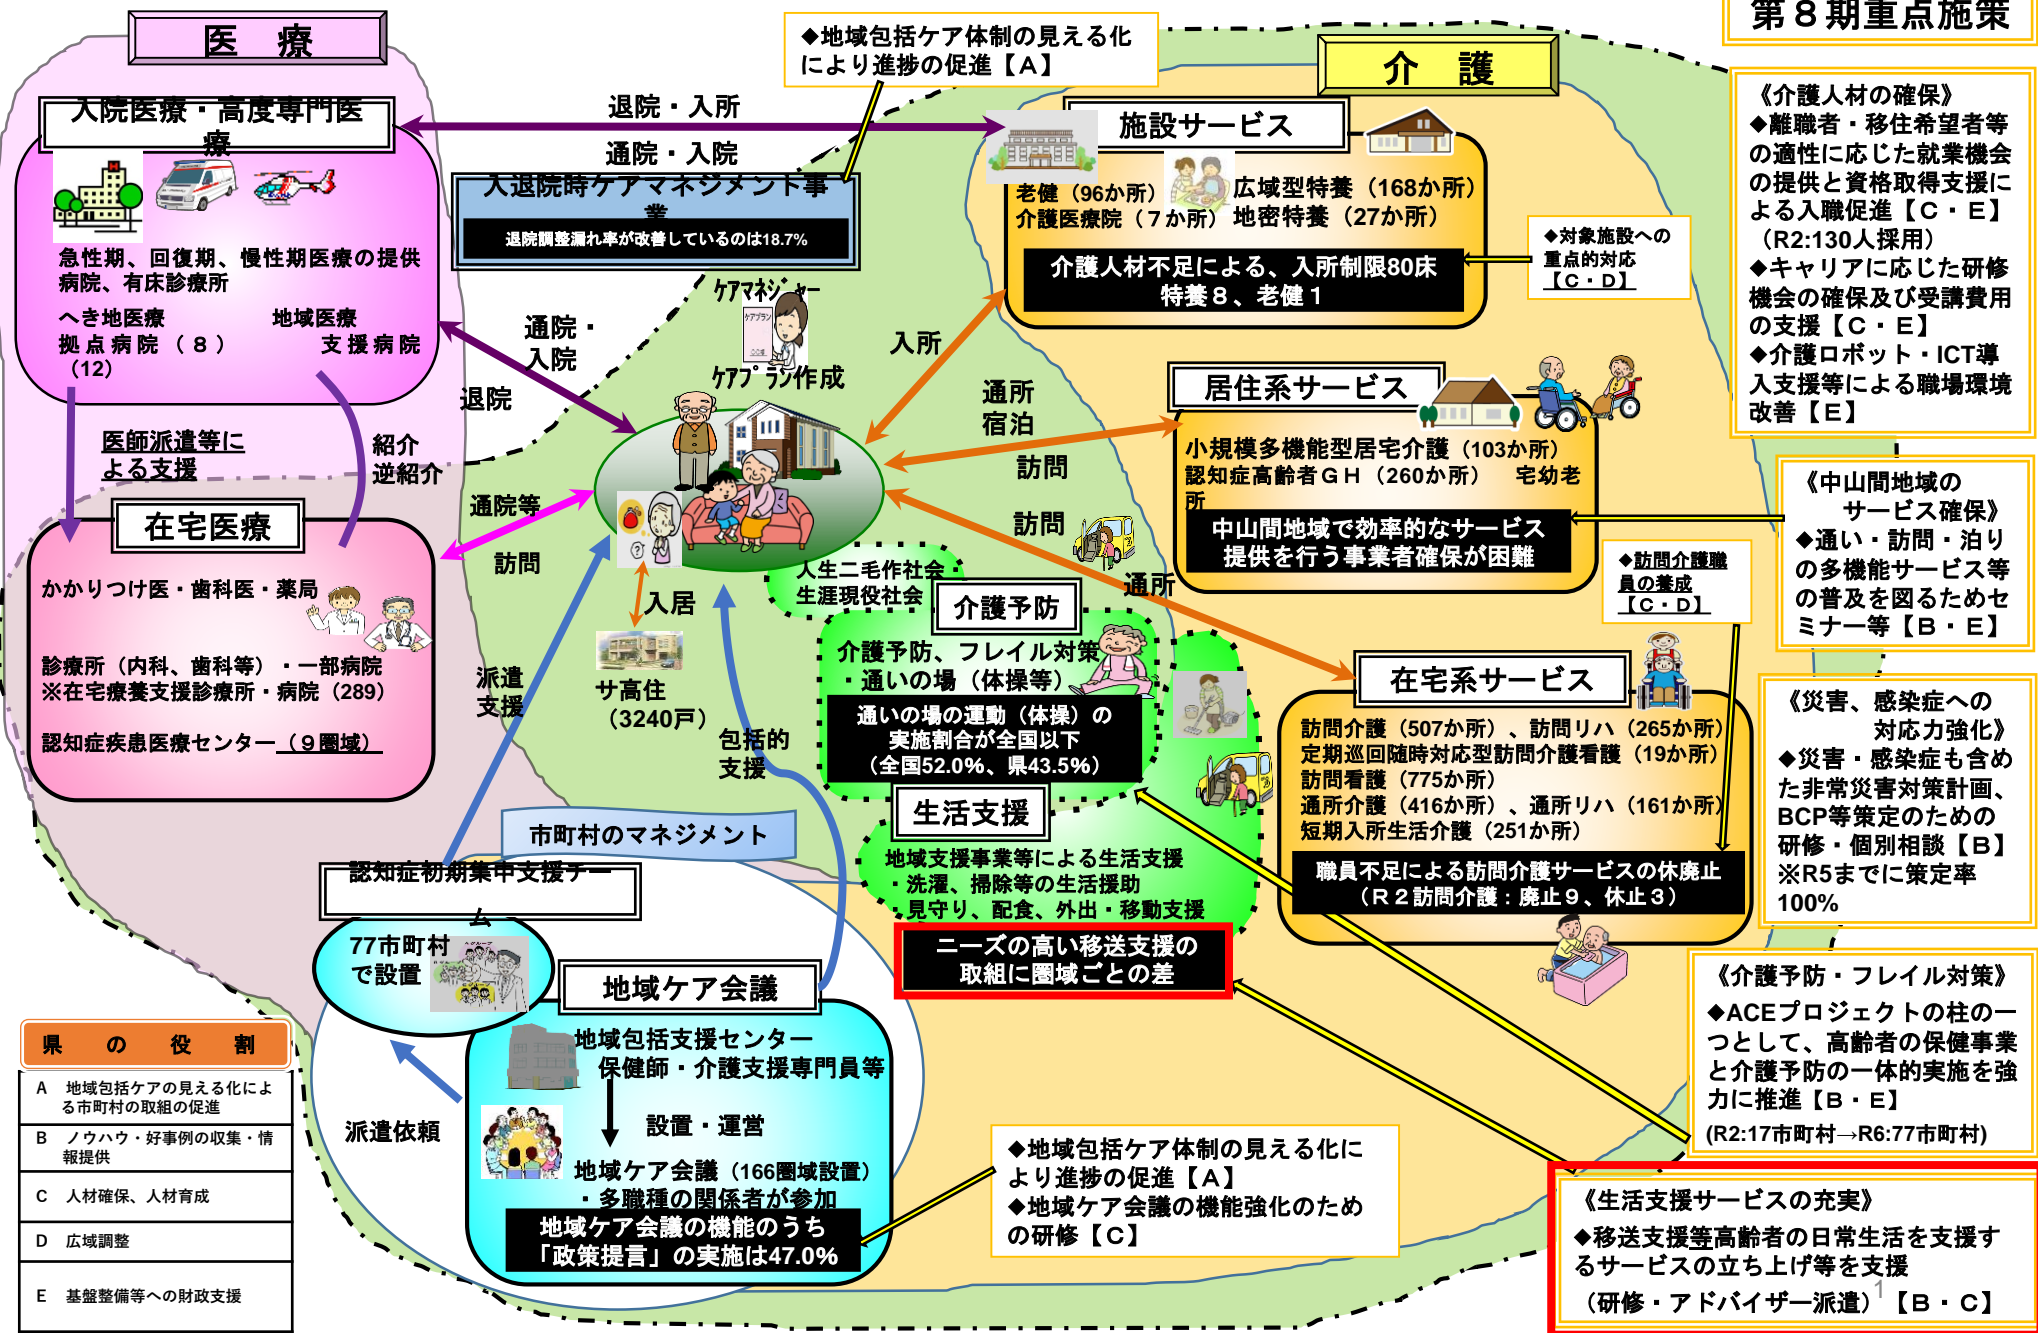 第８期重点施策
医　療
◆地域包括ケア体制の見える化
により進捗の促進【Ａ】
介　護
入院医療・高度専門医
療
急性期、回復期、慢性期医療の提供
病院、有床診療所
へき地医療　　　　　地域医療
拠点病院（８）　　　　支援病院
（12）
退院・入所
通院・入院
入退院時ケアマネジメント事
業
退院調整漏れ率が改善しているのは18.7%
施設サービス
老健（96か所）　　　広域型特養（168か所）
介護医療院（７か所）　地密特養（27か所）
介護人材不足による、入所制限80床
特養８、老健１
◆対象施設への
重点的対応
【Ｃ・Ｄ】
《介護人材の確保》
◆離職者・移住希望者等
の適性に応じた就業機会
の提供と資格取得支援に
よる入職促進【Ｃ・Ｅ】
（R2:130人採用）
◆キャリアに応じた研修
機会の確保及び受講費用
の支援【Ｃ・Ｅ】
◆介護ロボット・ICT導
入支援等による職場環境
改善【Ｅ】
ｹｱﾏﾈｼﾞｬｰ
ケアプラン
ｹｱﾌﾟﾗﾝ作成
通院・
入院
退院
入所
通所
宿泊
訪問
居住系サービス
小規模多機能型居宅介護（103か所）
認知症高齢者ＧＨ（260か所）　宅幼老
所
中山間地域で効率的なサービス
提供を行う事業者確保が困難
《中山間地域の
サービス確保》
◆通い・訪問・泊り
の多機能サービス等
の普及を図るためセ
ミナー等【Ｂ・Ｅ】
医師派遣等に
よる支援
紹介
逆紹介
在宅医療
かかりつけ医・歯科医・薬局
診療所（内科、歯科等）・一部病院
※在宅療養支援診療所・病院（289）
認知症疾患医療センター（９圏域）
通院等
訪問
訪問
通所
◆訪問介護職
員の養成
【Ｃ・Ｄ】
人生二毛作社会
生涯現役社会
入居
サ高住
（3240戸）
派遣
支援
包括的
支援
介護予防
介護予防、フレイル対策
・通いの場（体操等）
通いの場の運動（体操）の
実施割合が全国以下
（全国52.0%、県43.5%）
在宅系サービス
訪問介護（507か所）、訪問リハ（265か所）
定期巡回随時対応型訪問介護看護（19か所）
訪問看護（775か所）
通所介護（416か所）、通所リハ（161か所）
短期入所生活介護（251か所）
職員不足による訪問介護サービスの休廃止
（Ｒ２訪問介護：廃止９、休止３）
《災害、感染症への
対応力強化》
◆災害・感染症も含め
た非常災害対策計画、
BCP等策定のための
研修・個別相談【Ｂ】
※R5までに策定率
100%
生活支援
地域支援事業等による生活支援
・洗濯、掃除等の生活援助
・見守り、配食、外出・移動支援
ニーズの高い移送支援の
取組に圏域ごとの差
市町村のマネジメント
認知症初期集中支援チー
ム
77市町村
で設置
地域ケア会議
地域包括支援センター
保健師・介護支援専門員等
設置・運営
地域ケア会議（166圏域設置）
・多職種の関係者が参加
地域ケア会議の機能のうち
「政策提言」の実施は47.0%
派遣依頼
◆地域包括ケア体制の見える化に
より進捗の促進【Ａ】
◆地域ケア会議の機能強化のため
の研修【Ｃ】
《介護予防・フレイル対策》
◆ACEプロジェクトの柱の一
つとして、高齢者の保健事業
と介護予防の一体的実施を強
力に推進【Ｂ・Ｅ】
(R2:17市町村→R6:77市町村)
《生活支援サービスの充実》
◆移送支援等高齢者の日常生活を支援す
るサービスの立ち上げ等を支援
（研修・アドバイザー派遣）【Ｂ・Ｃ】
1
県　の　役　割
Ａ　地域包括ケアの見える化によ
る市町村の取組の促進
Ｂ　ノウハウ・好事例の収集・情
報提供
Ｃ　人材確保、人材育成
Ｄ　広域調整
Ｅ　基盤整備等への財政支援